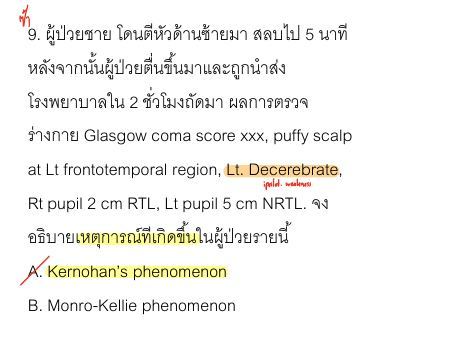 ซ้ำ
9. ผู้ป่วยชาย โดนตีหัวด้านซ้ายมา สลบไป 5 นาที
หลังจากนั้นผู้ป่วยตื่นขึ้นมาและถูกนำส่ง
โรงพยาบาลใน 2 ชั่วโมงถัดมา ผลการตรวจ
ร่างกาย Glasgow coma score xxx, puffy scalp
at Lt frontotemporal region, Lt. Decerebrate,
ipsilat. weakness
Rt pupil 2 cm RTL, Lt pupil 5 cm NRTL. จง
อธิบายเหตุการณ์ทีเกิดขึ้นในผู้ป่วยรายนี้
A. Kernohan's phenomenon
B. Monro-Kellie phenomenon